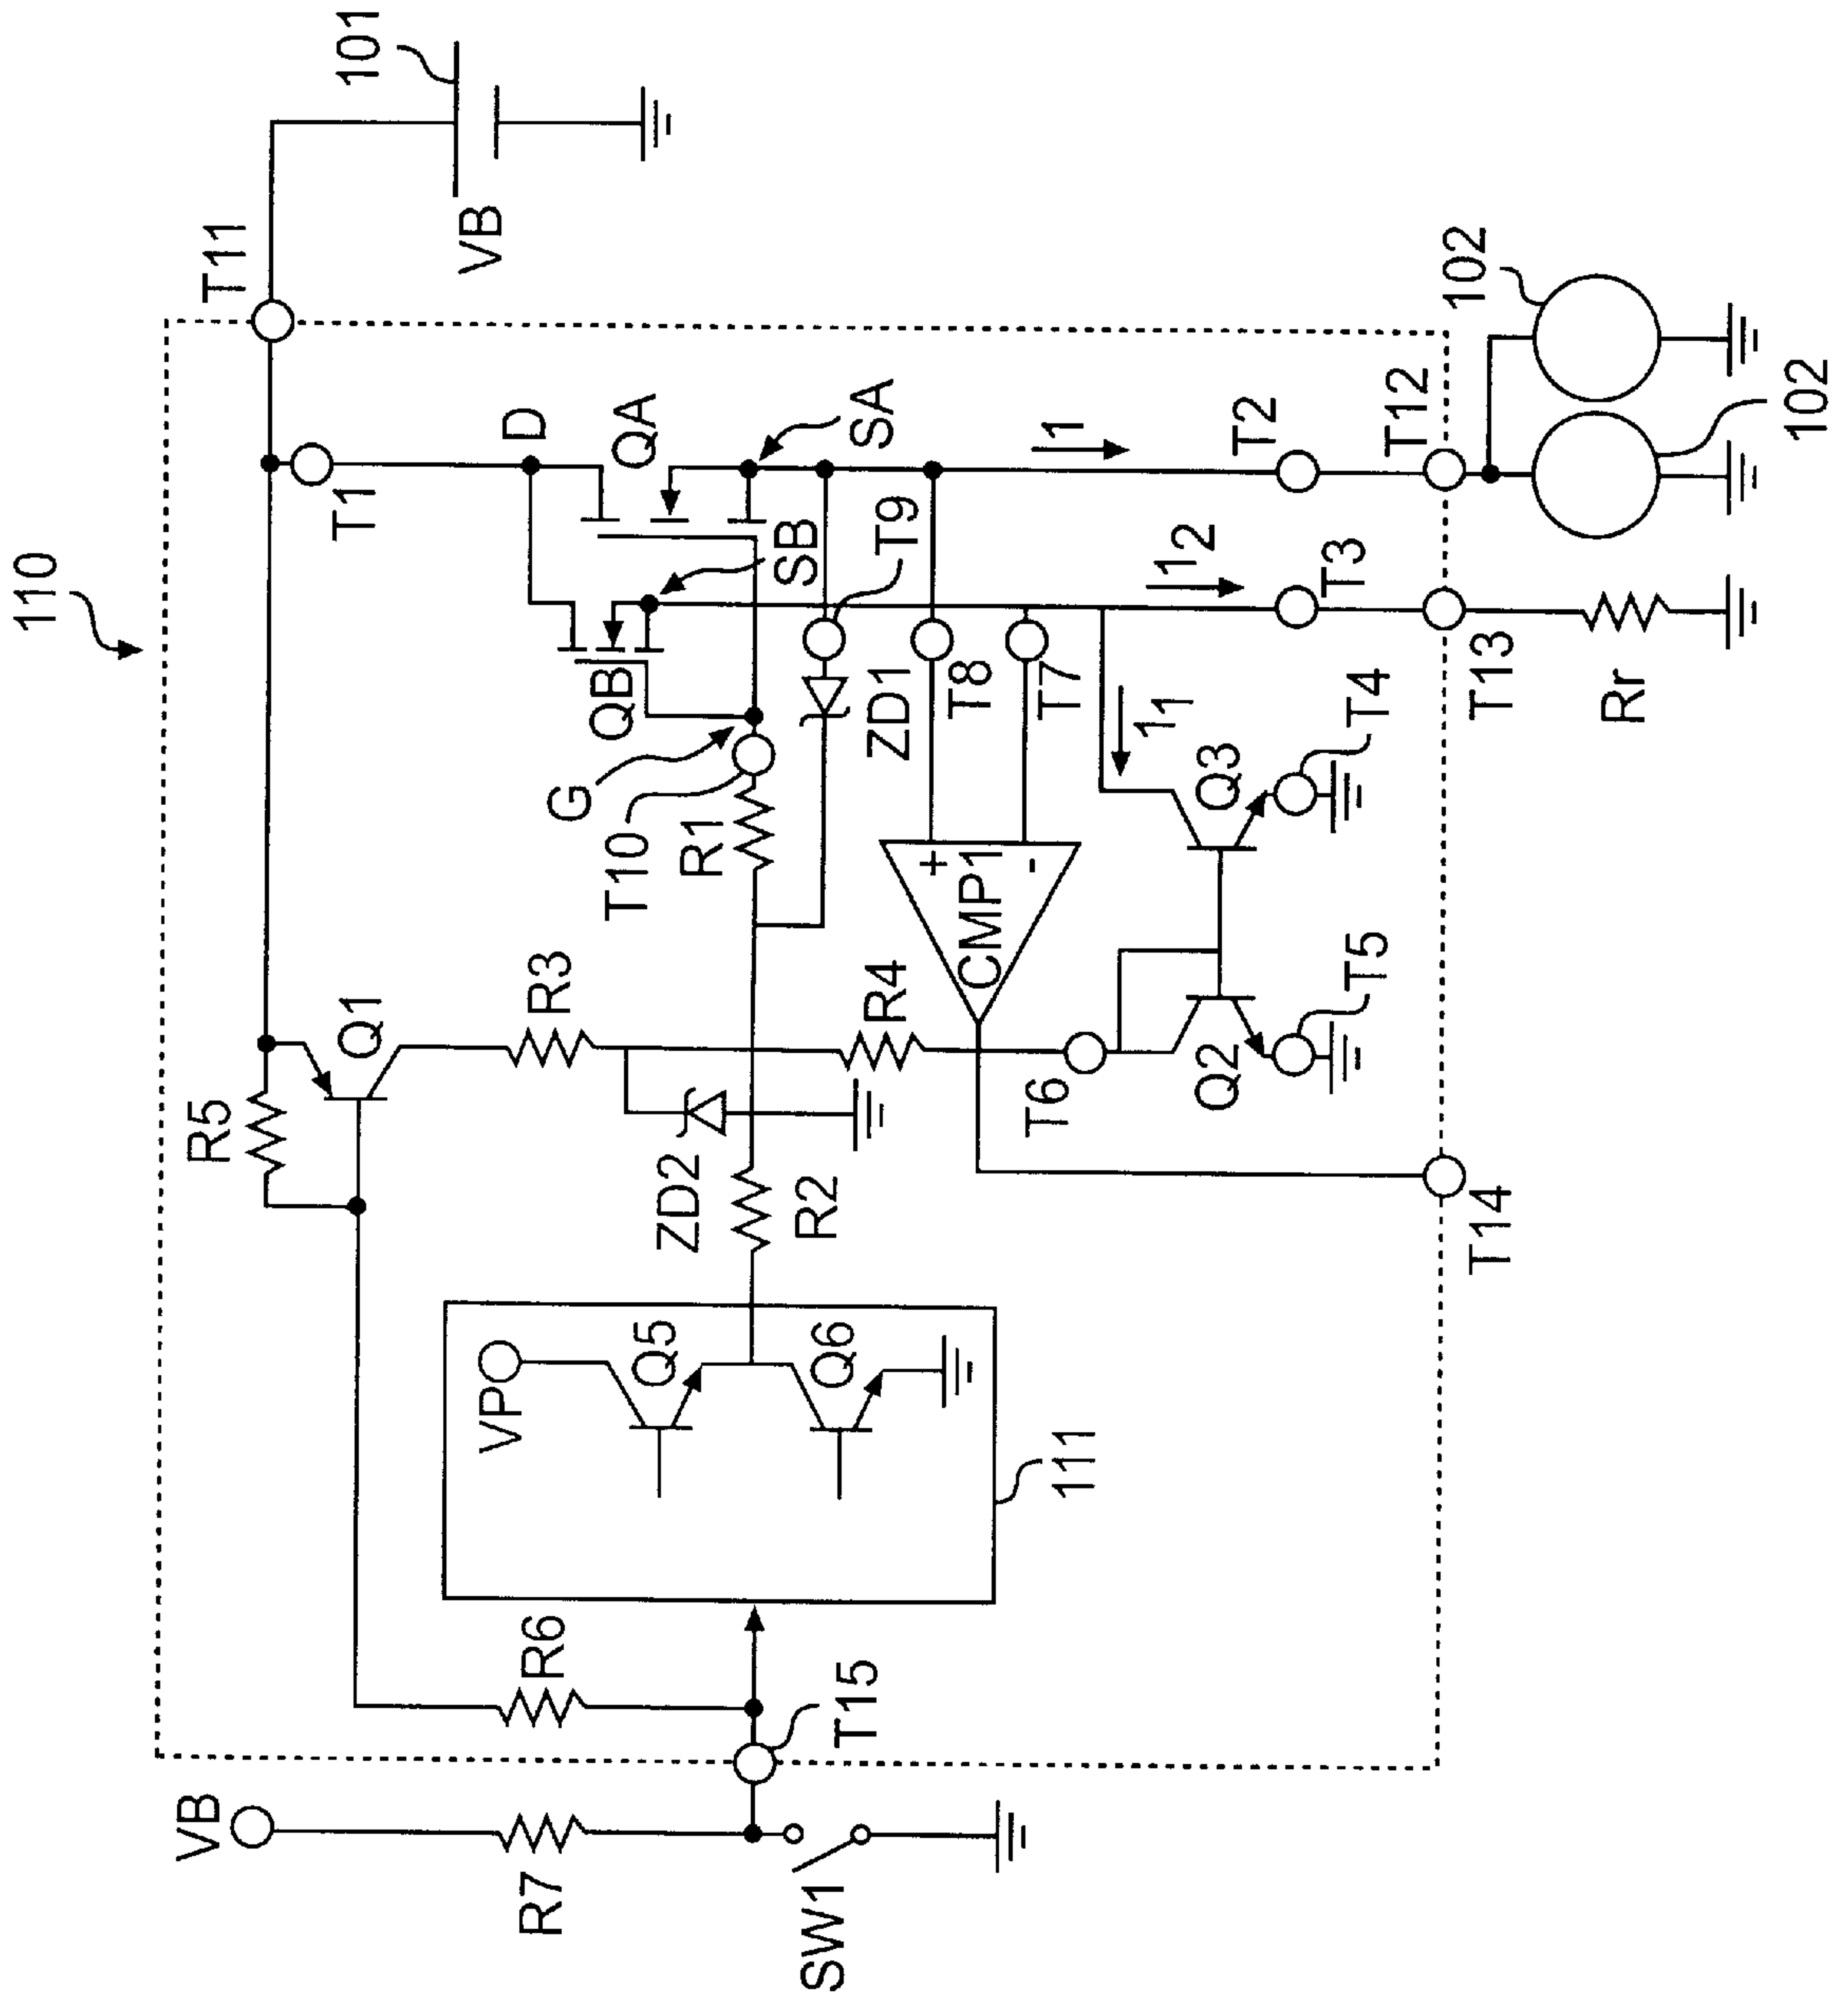 110
T11
101
VB
T1
D
QA
SA
SB
QB
G
T10
R1
T9
ZD1
T8
T7
I1
I2
I1
T2
T3
T12
T13
Rr
102
102
R5
Q1
R3
ZD2
R4
CMP1
+
-
T6
Q2
Q3
T4
T5
R2
T14
VP
Q5
Q6
111
R6
T15
VB
R7
SW1